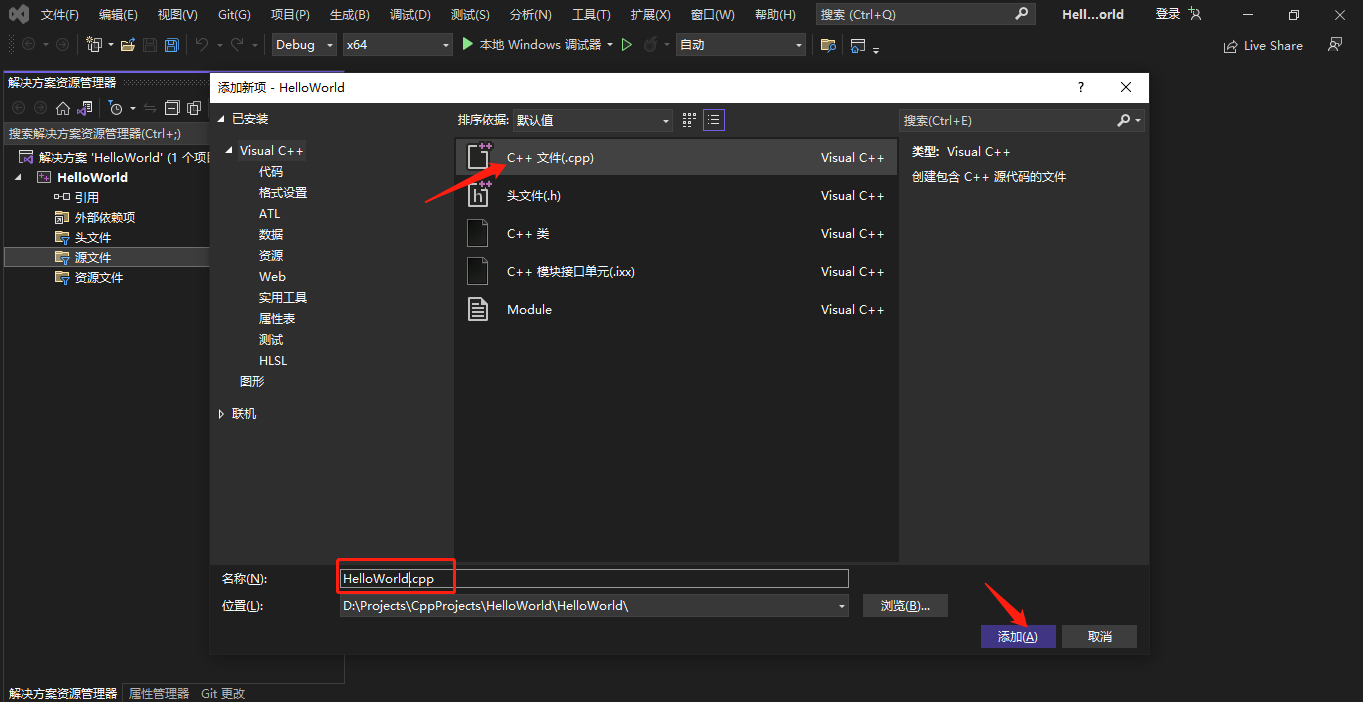 文件(F) 编辑(E) 视图(V) Git(G) 项目(P) 生成(B) 调试(D) 测试(S) 分析(N) 工具(T) 扩展(X) 窗口(W) 帮助(H) 搜索 (Ctrl+Q) Hell...orld 登录
Debug x64 本地 Windows 调试器 自动 Live Share
解决方案资源管理器
搜索解决方案资源管理器(Ctrl+;)
解决方案 'HelloWorld' (1 个项
HelloWorld
引用
外部依赖项
头文件
源文件
资源文件
添加新项 - HelloWorld ?
已安装
Visual C++
代码
格式设置
ATL
数据
资源
Web
实用工具
属性表
测试
HLSL
图形
联机
排序依据: 默认值
C++ 文件(.cpp) Visual C++
头文件(.h) Visual C++
C++ 类 Visual C++
C++ 模块接口单元(.ixx) Visual C++
Module Visual C++
搜索(Ctrl+E)
类型: Visual C++
创建包含 C++ 源代码的文件
名称(N): HelloWorld.cpp
位置(L): D:\Projects\CppProjects\HelloWorld\HelloWorld\ 浏览(B)...
添加(A) 取消
解决方案资源管理器 属性管理器 Git 更改